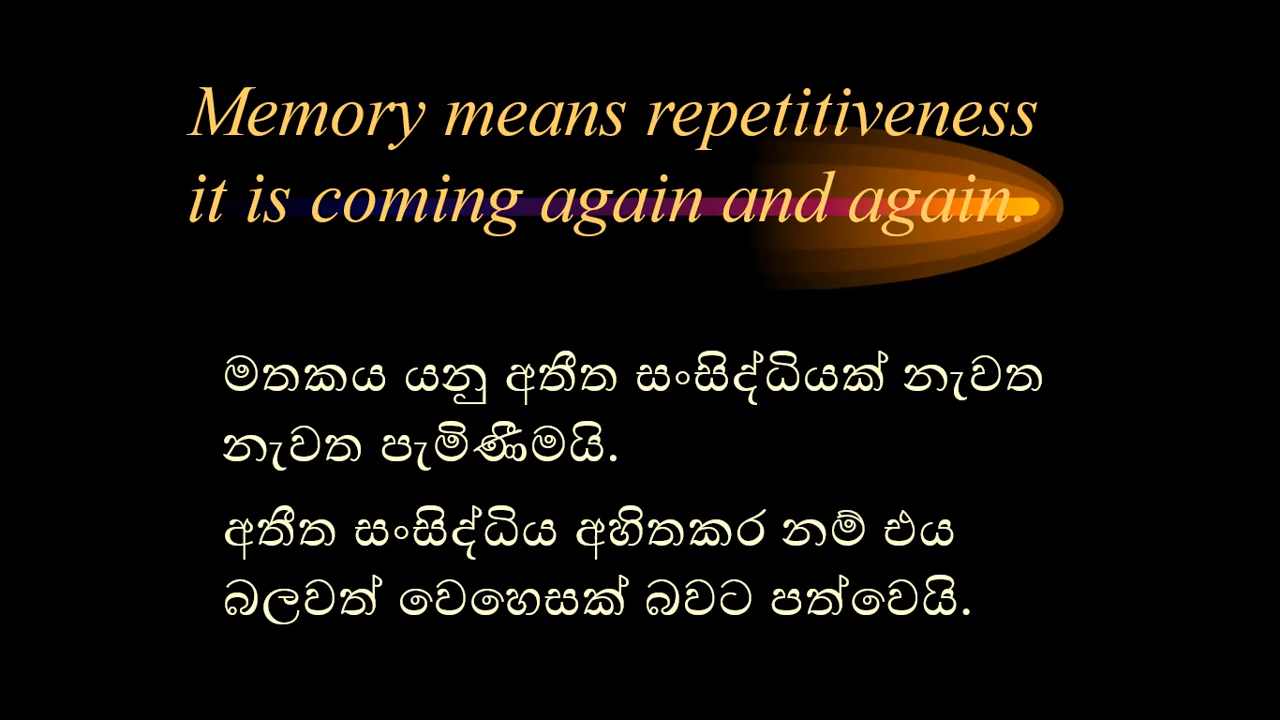 Memory means repetitiveness
it is coming again and again.
මතකය යනු අතීත සංසිද්ධියක් නැවත
නැවත පැමිණීමයි.
අතීත සංසිද්ධිය අහිතකර නම් එය
බලවත් වෙහෙසක් බවට පත්වෙයි.